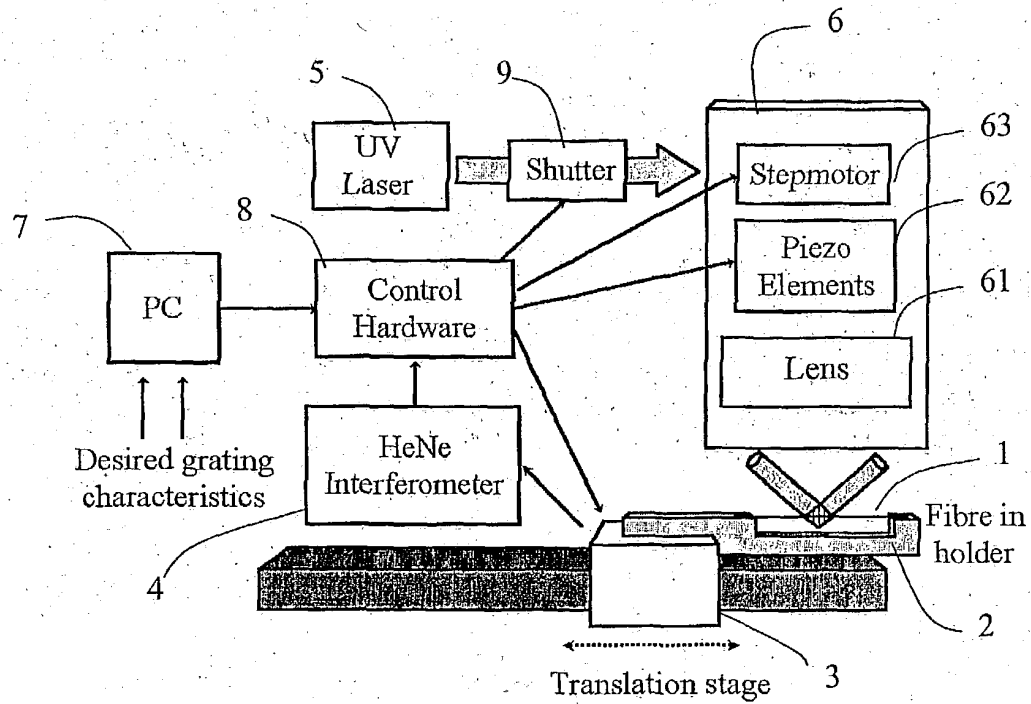 5
9
6
UV
Laser
Shutter
63
Stepmotor
7
8
62
PC
Control
Hardware
Piezo
Elements
61
Lens
Desired grating
characteristics
HeNe
Interferometer
1
Fibre in
holder
4
2
3
Translation stage